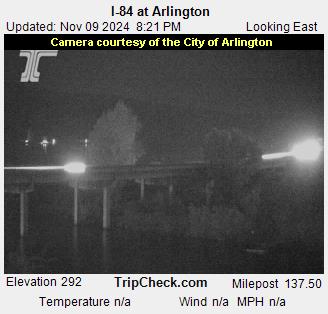 I-84 at Arlington
Updated: Nov 09 2024 8:21 PM Looking East
Camera courtesy of the City of Arlington
Elevation 292 TripCheck.com Milepost 137.50
Temperature n/a Wind n/a MPH n/a